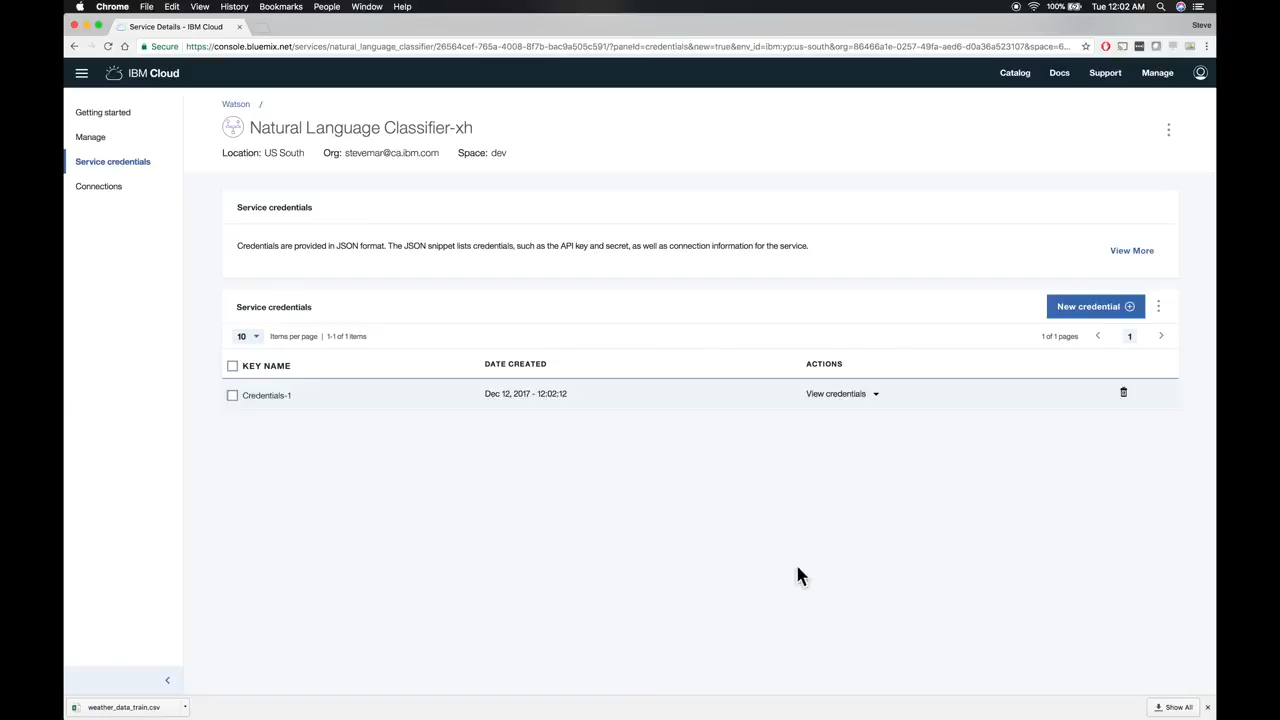 Chrome File Edit View History Bookmarks People Window Help 100% Tue 12:02 AM
Service Details - IBM Cloud Steve
Secure https://console.bluemix.net/services/natural_language_classifier/26564cef-765a-4008-8f7b-bac9a505c591/?paneId=credentials&new=true&env_id=ibm:yp:us-south&org=86466a1e-0257-49fa-aed6-d0a36a523107&space=6...
IBM Cloud Catalog Docs Support Manage
Getting started
Manage
Service credentials
Connections
Watson /
Natural Language Classifier-xh
Location: US South Org: stevemar@ca.ibm.com Space: dev
Service credentials
Credentials are provided in JSON format. The JSON snippet lists credentials, such as the API key and secret, as well as connection information for the service.
View More
Service credentials New credential
10 Items per page | 1-1 of 1 items 1 of 1 pages 1
KEY NAME DATE CREATED ACTIONS
Credentials-1 Dec 12, 2017 - 12:02:12 View credentials
weather_data_train.csv Show All